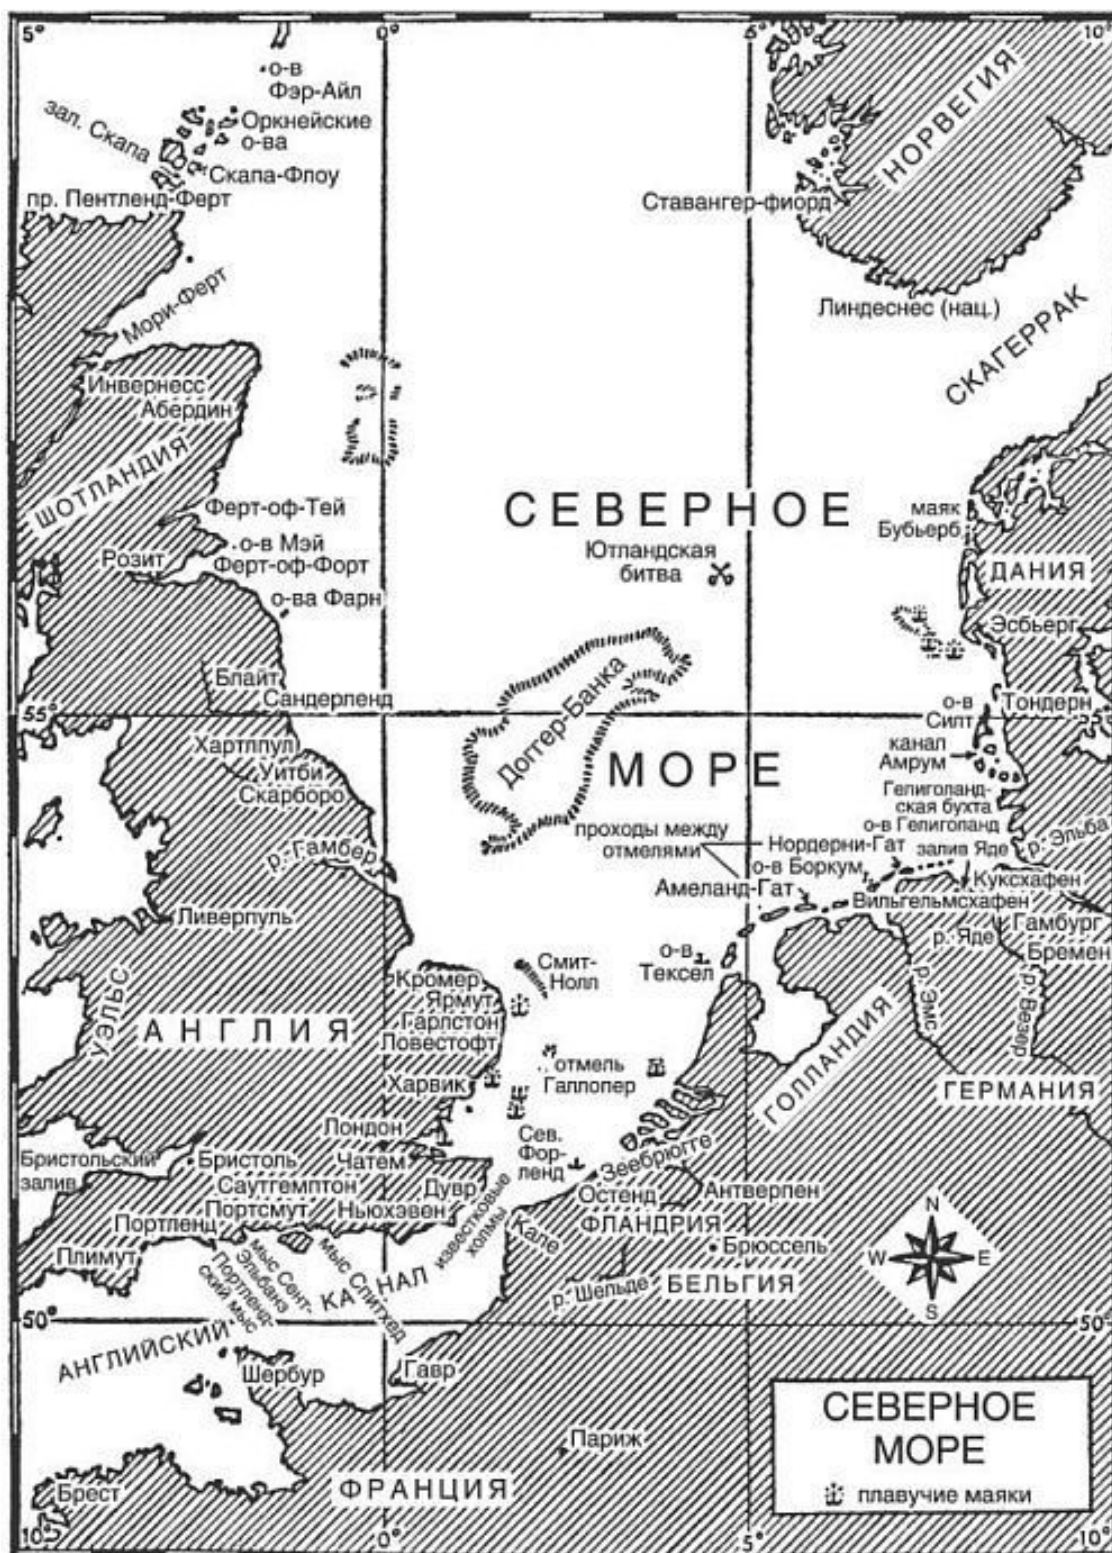 5°
0°
5°
10°
о-в
Фэр-Айл
Оркнейские
о-ва
зал. Скапа
Скапа-Флоу
пр. Пентленд-Ферт
НОРВЕГИЯ
Ставангер-фиорд
Линдеснес (нац.)
СКАГЕРРАК
Мори-Ферт
Инвернесс
Абердин
ШОТЛАНДИЯ
Ферт-оф-Тей
о-в Мэй
Розит
Ферт-оф-Форт
о-ва Фарн
СЕВЕРНОЕ
Ютландская
битва
маяк
Бубьерб
ДАНИЯ
Эсбьерг
Блайт
Сандерленд
55°
Доггер-Банка
о-в
Силт
Тондерн
55°
Хартлпул
Уитби
Скарборо
МОРЕ
канал
Амрум
Гелиголанд-
ская бухта
о-в Гелиголанд
р. Эльба
проходы между
отмелями
Нордерни-Гат
залив Яде
р. Гамбер
о-в Боркум
Куксхафен
Амеланд-Гат
Вильгельмсхафен
Ливерпуль
Гамбург
р. Яде
Бремен
о-в
Тексел
Смит-
Нолл
Кромер
Ярмут
Гарлстон
Ловестофт
УЭЛЬС
АНГЛИЯ
р. Эмс
р. Везер
отмель
Галлопер
Харвик
ГОЛЛАНДИЯ
ГЕРМАНИЯ
Лондон
Сев.
Фор-
ленд
Зеебрюгге
Бристольский
залив
Бристоль
Чатем
Саутгемптон
Дувр
Остенд
Антверпен
Портсмут
Ньюхэвен
известковые
холмы
Портленд
Кале
ФЛАНДРИЯ
Плимут
Брюссель
мыс Сент-
Эльбанз
Портленд-
ский мыс
мыс Спитхед
р. Шельде
БЕЛЬГИЯ
N
W
E
S
АНГЛИЙСКИЙ
КАНАЛ
50°
Шербур
Гавр
СЕВЕРНОЕ
МОРЕ
плавучие маяки
Париж
Брест
ФРАНЦИЯ
10°
0°
5°
10°